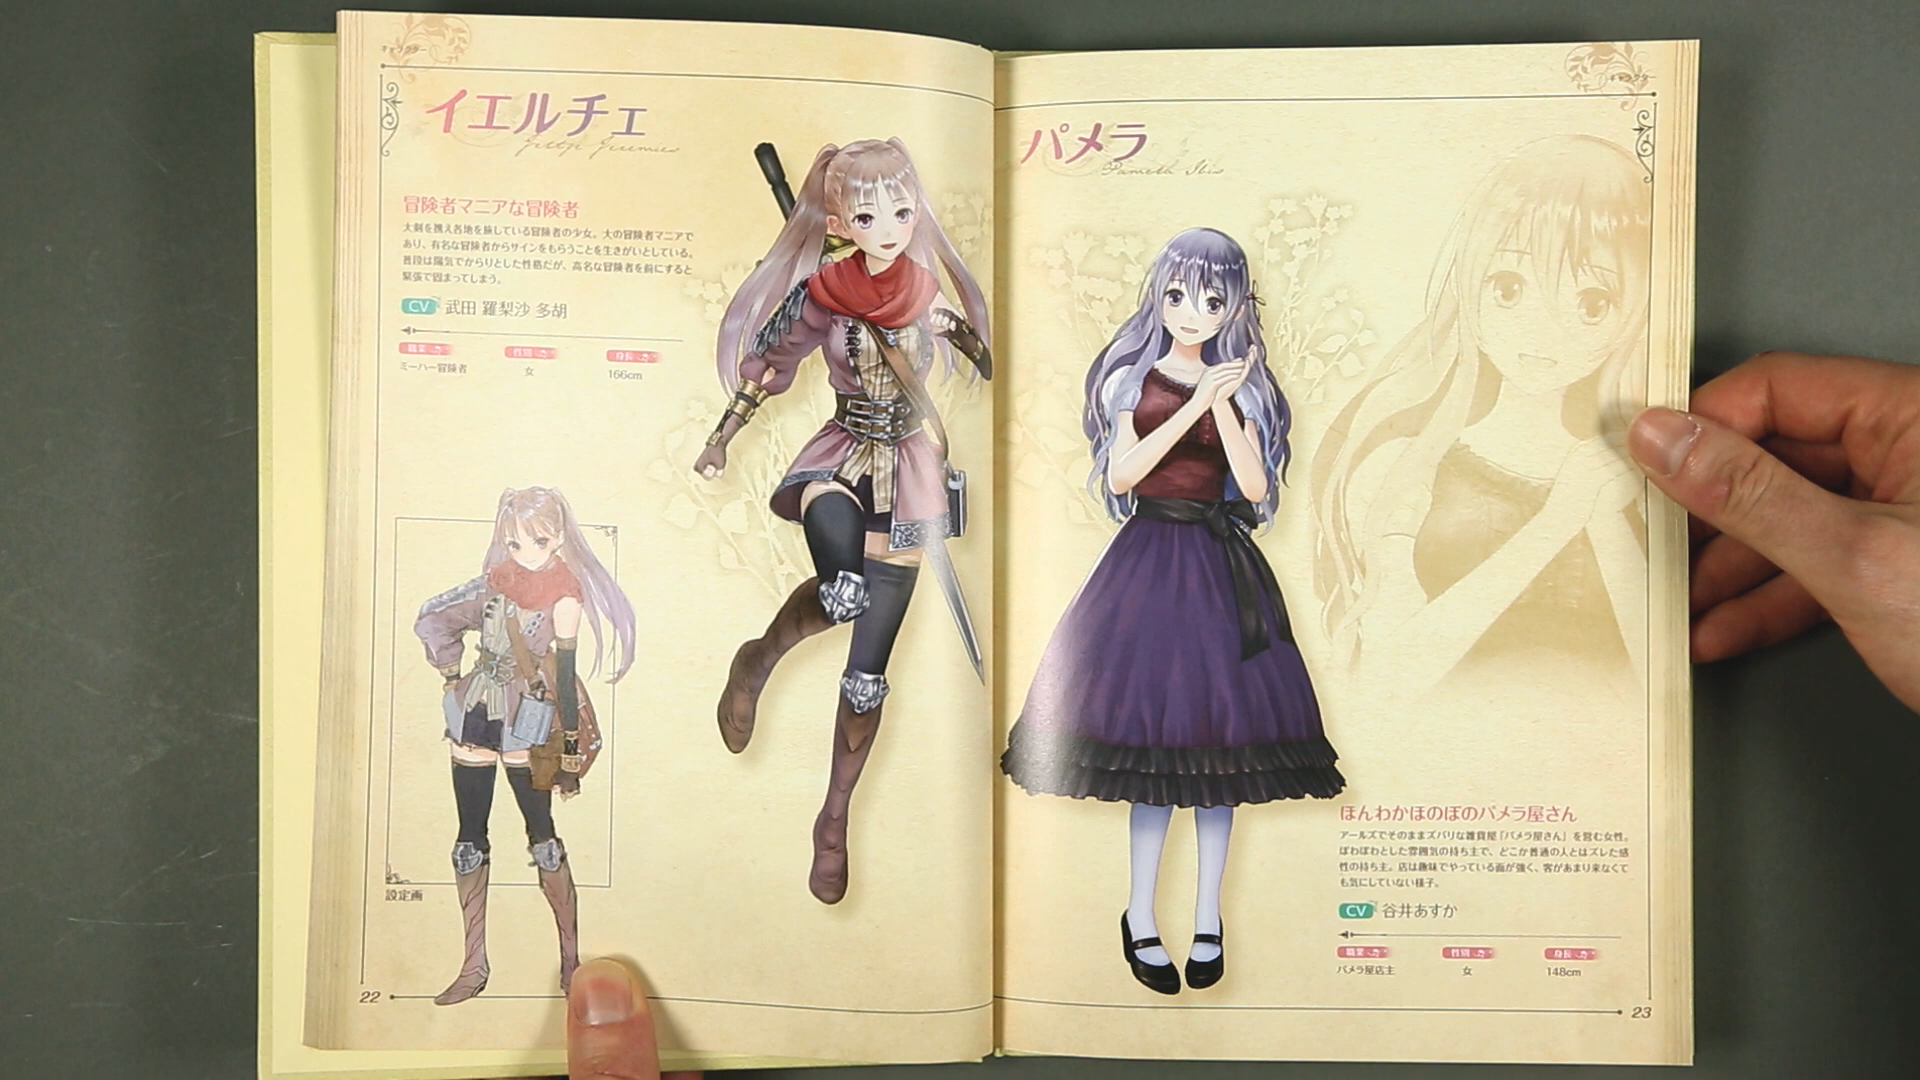 キャラクター
イエルチェ
冒険者マニアな冒険者
大剣を携え各地を旅している冒険者の少女。大の冒険者マニアで
あり、有名な冒険者からサインをもらうことを生きがいとしている。
普段は陽気でからりとした性格だが、高名な冒険者を前にすると
緊張で固まってしまう。
CV 武田 羅梨沙 多胡
職業 性別 身長
ミーハー冒険者 女 166cm
設定画
22
キャラクター
パメラ
Pamela Ibis
ほんわかほのぼのパメラ屋さん
アールズでそのままズバリな雑貨屋「パメラ屋さん」を営む女性。
ぽわぽわとした雰囲気の持ち主で、どこか普通の人とはズレた感
性の持ち主。店は趣味でやっている面が強く、客があまり来なくて
も気にしていない様子。
CV 谷井あすか
職業 性別 身長
パメラ屋店主 女 148cm
23